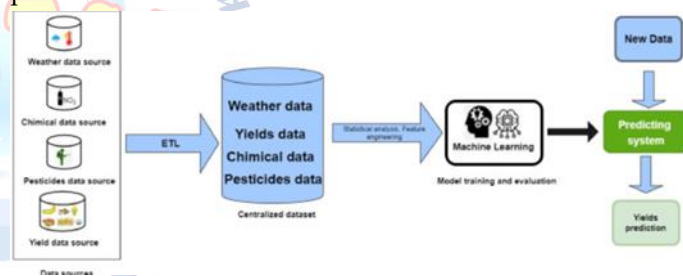 Weather data source
Chimical data source
Pesticides data source
Yield data source
Data sources
ETL
Weather data
Yields data
Chimical data
Pesticides data
Centralized dataset
Statistical analysis, Feature
engineering
Machine Learning
Model training and evaluation
New Data
Predicting
system
Yields
prediction